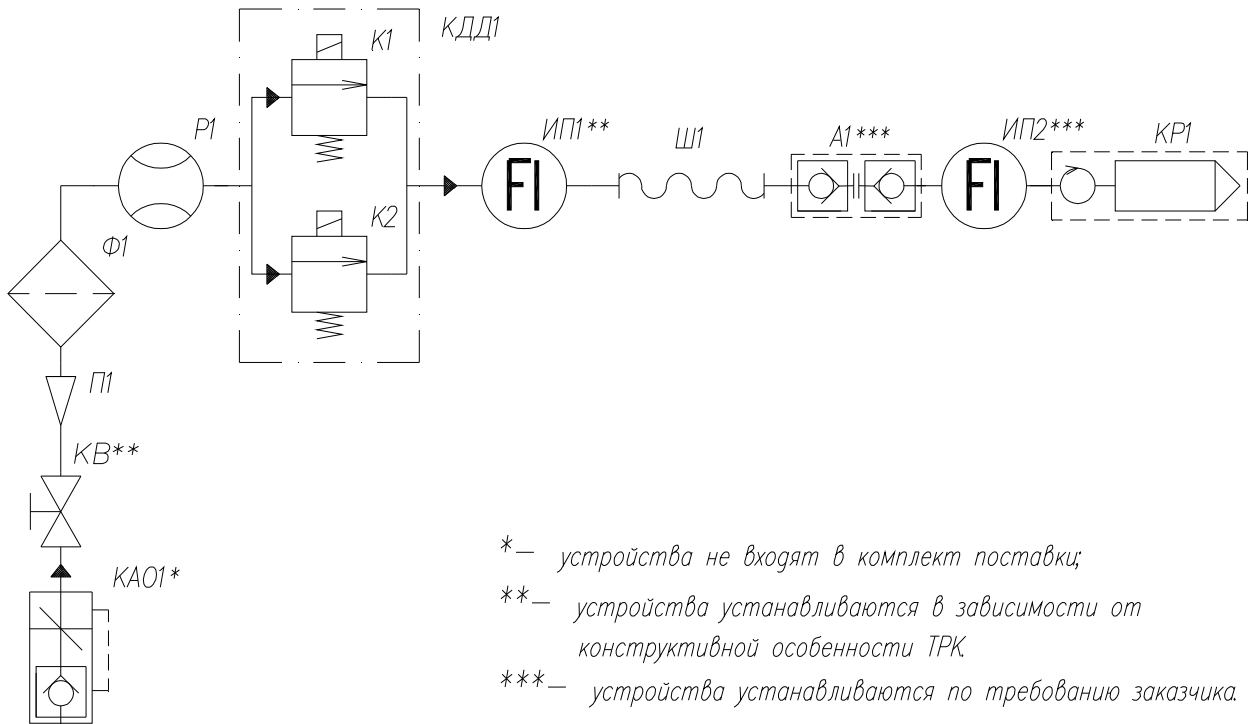 К1
КДД1
Р1
ИП1**
Ш1
А1***
ИП2***
КР1
FI
FI
К2
Ф1
П1
КВ**
КАО1*
*— устройства не входят в комплект поставки;
**— устройства устанавливаются в зависимости от
конструктивной особенности ТРК.
***— устройства устанавливаются по требованию заказчика.